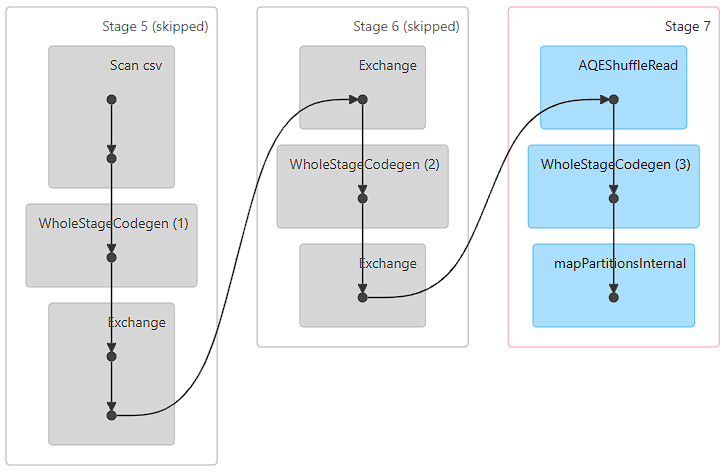 Stage 5 (skipped)
Scan csv
WholeStageCodegen (1)
Exchange
Stage 6 (skipped)
Exchange
WholeStageCodegen (2)
Exchange
Stage 7
AQEShuffleRead
WholeStageCodegen (3)
mapPartitionsInternal